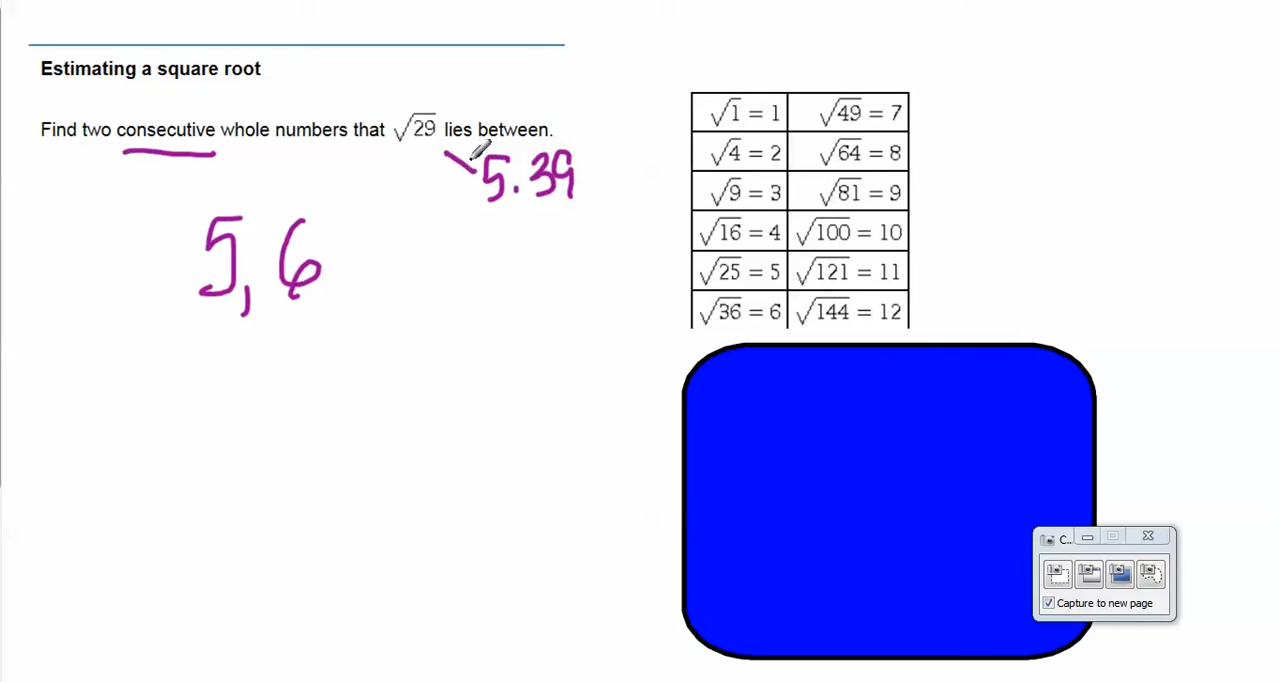 Estimating a square root
Find two consecutive whole numbers that √29 lies between.
5.39
5, 6
√1 = 1 √49 = 7
√4 = 2 √64 = 8
√9 = 3 √81 = 9
√16 = 4 √100 = 10
√25 = 5 √121 = 11
√36 = 6 √144 = 12
C..
Capture to new page